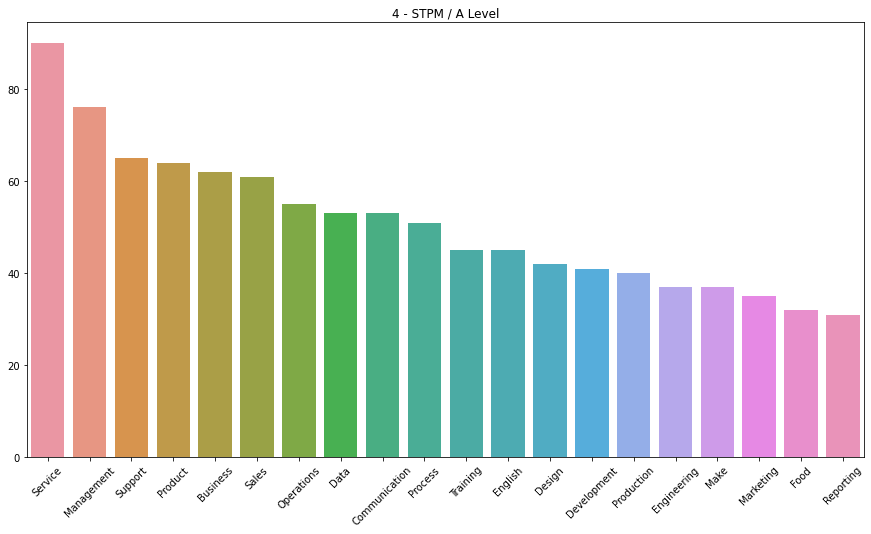 4 - STPM / A Level
80
60
40
20
0
Service
Management
Support
Product
Business
Sales
Operations
Data
Communication
Process
Training
English
Design
Development
Production
Engineering
Make
Marketing
Food
Reporting